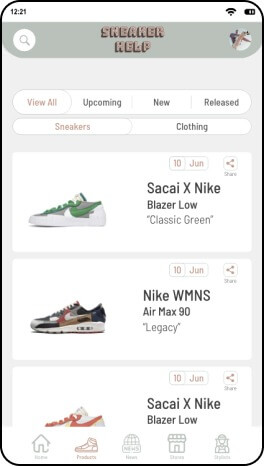 12:21
SNEAKER
HELP
View All Upcoming New Released
Sneakers Clothing
10 Jun
Share
Sacai X Nike
Blazer Low
“Classic Green”
10 Jun
Share
Nike WMNS
Air Max 90
“Legacy”
10 Jun
Share
Sacai X Nike
Blazer Low
Home Products News Stores Stylists